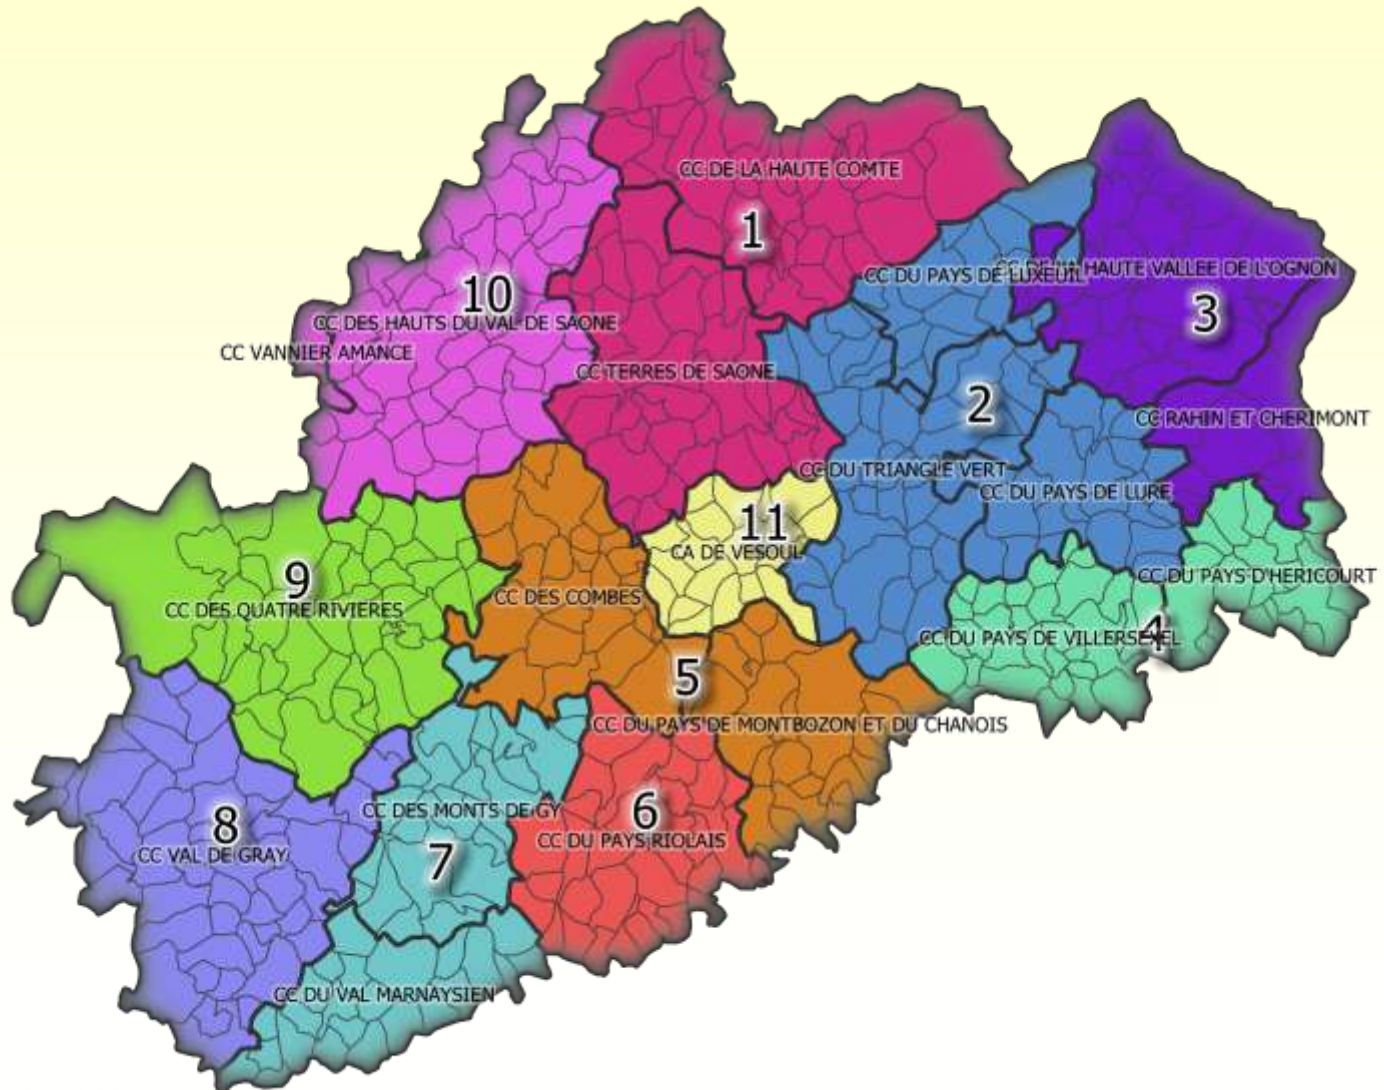 CC DE LA HAUTE COMTE
1
CC DU PAYS DE LUXEUIL
CC DE LA HAUTE VALLEE DE L'OGNON
10
3
CC DES HAUTS DU VAL DE SAONE
CC VANNIER AMANCE
CC TERRES DE SAONE
2
CC RAHIN ET CHERIMONT
CC DU TRIANGLE VERT
CC DU PAYS DE LURE
11
CA DE VESOUL
9
CC DU PAYS D'HERICOURT
CC DES COMBES
CC DES QUATRE RIVIERES
4
CC DU PAYS DE VILLERSEXEL
5
CC DU PAYS DE MONTBOZON ET DU CHANOIS
6
CC DES MONTS DE GY
8
CC DU PAYS RIOLAIS
CC VAL DE GRAY
7
CC DU VAL MARNAYSIEN